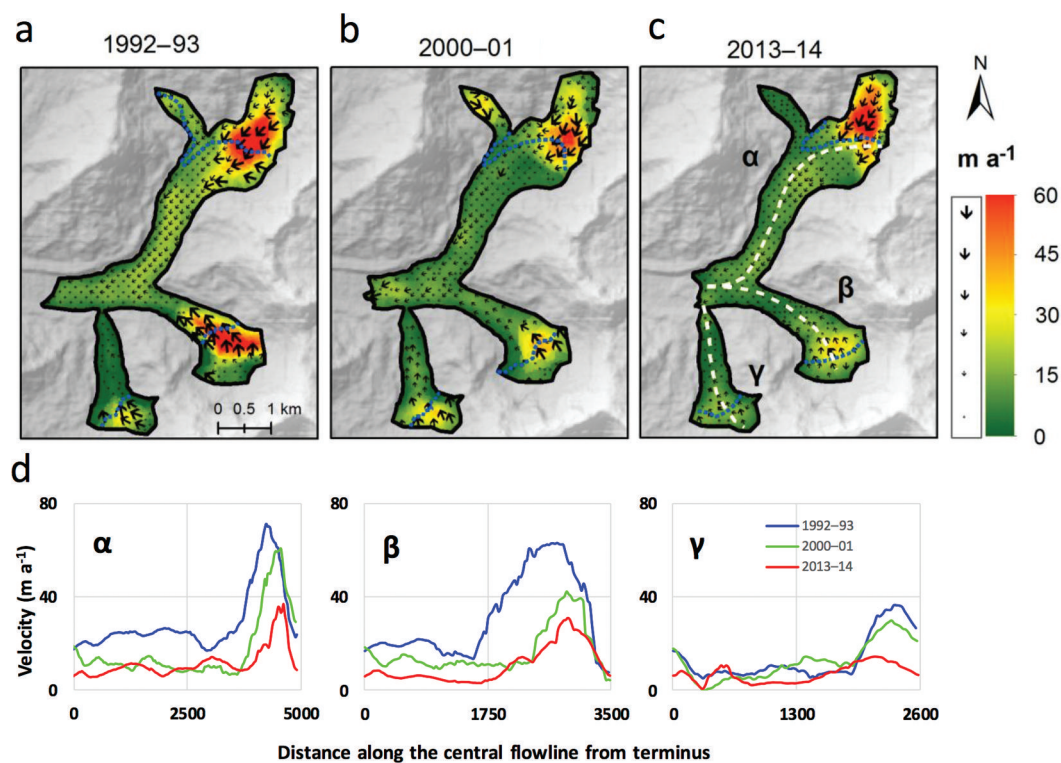 a
1992–93
b
2000–01
c
2013–14
N
α
β
γ
m a⁻¹
60
45
30
15
0
0 0.5 1 km
d
80
40
0
Velocity (m a⁻¹)
α
0 2500 5000
80
40
0
β
0 1750 3500
80
40
0
γ
1992–93
2000–01
2013–14
0 1300 2600
Distance along the central flowline from terminus